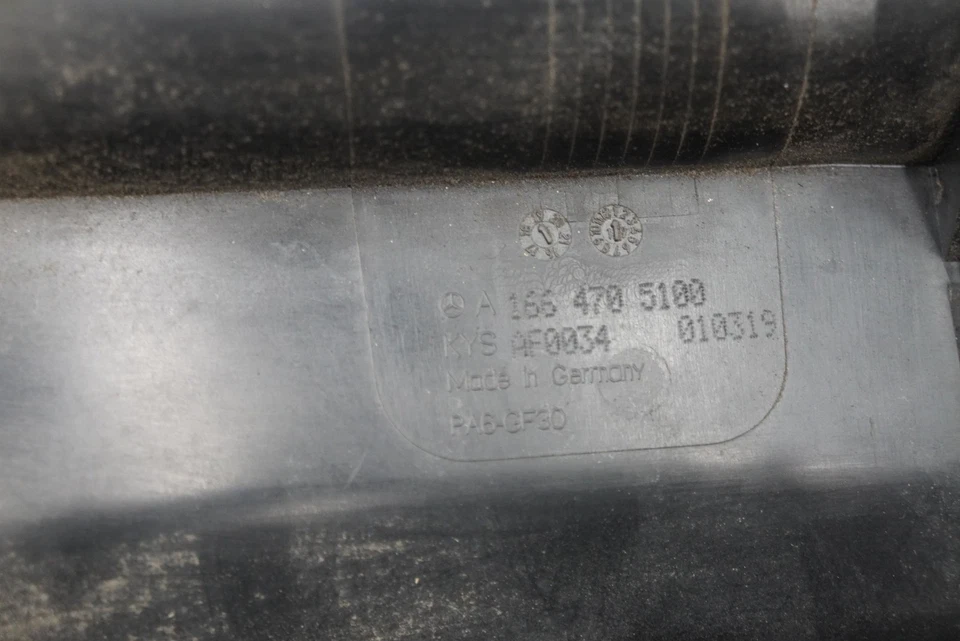 A 166 470 5100
KYS AF0034 010319
Made in Germany
PA6-GF30